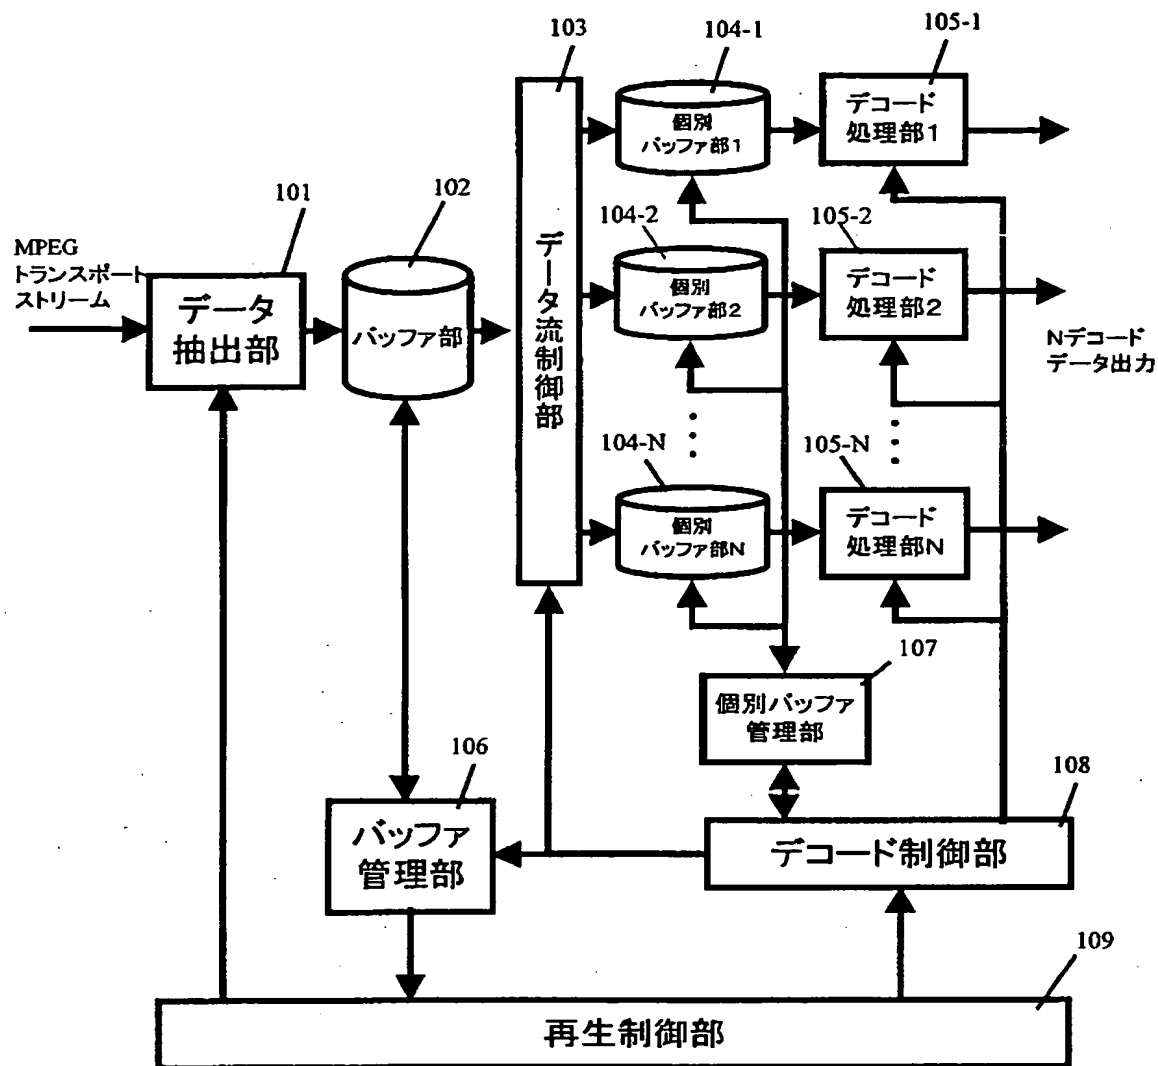 103
104-1
105-1
個別
バッファ部1
デコード
処理部1
101
102
104-2
105-2
MPEG
トランスポート
ストリーム
データ
抽出部
バッファ部
データ流制御部
個別
バッファ部2
デコード
処理部2
Nデコード
データ出力
104-N
105-N
個別
バッファ部N
デコード
処理部N
107
個別バッファ
管理部
106
108
バッファ
管理部
デコード制御部
109
再生制御部